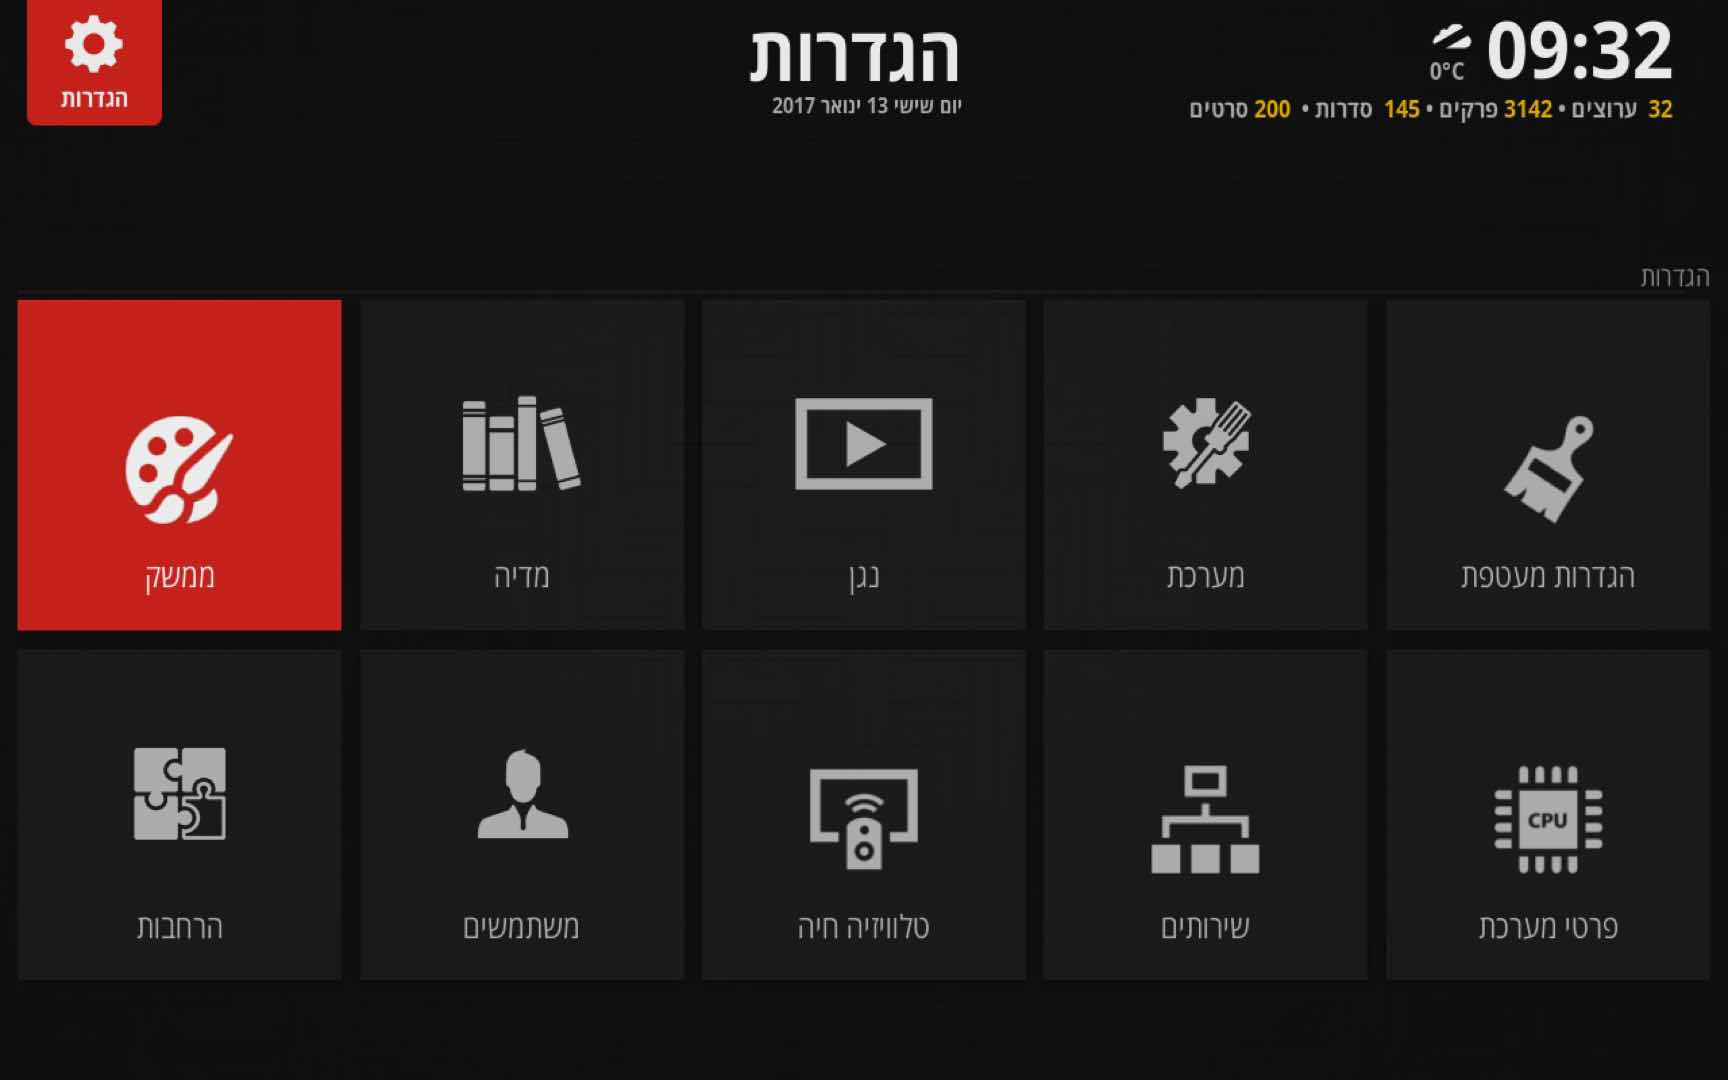 הגדרות
הגדרות
יום שישי 13 ינואר 2017
09:32
0°C
32 ערוצים • 3142 פרקים • 145 סדרות • 200 סרטים
הגדרות
הגדרות מעטפת
מערכת
נגן
מדיה
ממשק
CPU
פרטי מערכת
שירותים
טלוויזיה חיה
משתמשים
הרחבות